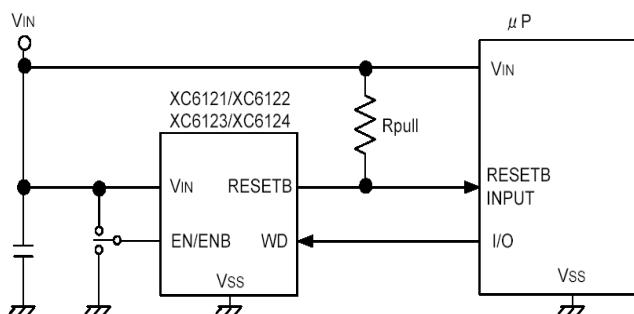 VIN
μP
VIN
XC6121/XC6122
XC6123/XC6124
Rpull
VIN
RESETB
RESETB
INPUT
EN/ENB
WD
I/O
VSS
VSS